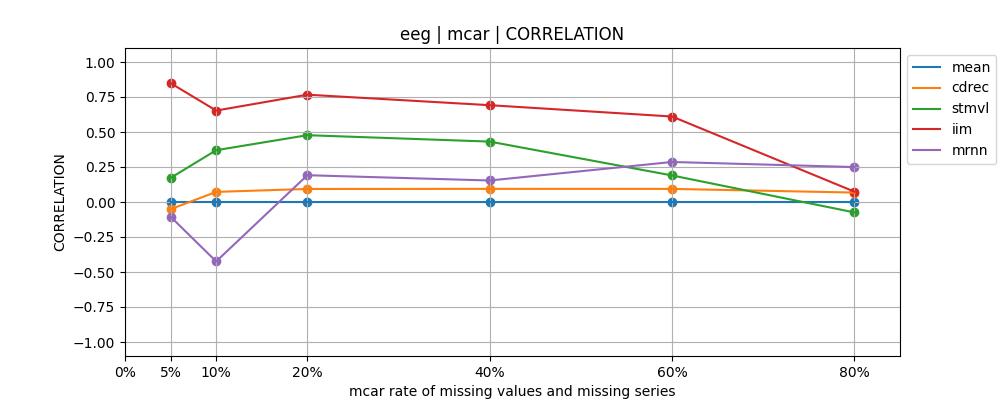 eeg | mcar | CORRELATION
CORRELATION
1.00
0.75
0.50
0.25
0.00
−0.25
−0.50
−0.75
−1.00
0% 5% 10% 20% 40% 60% 80%
mcar rate of missing values and missing series
mean
cdrec
stmvl
iim
mrnn